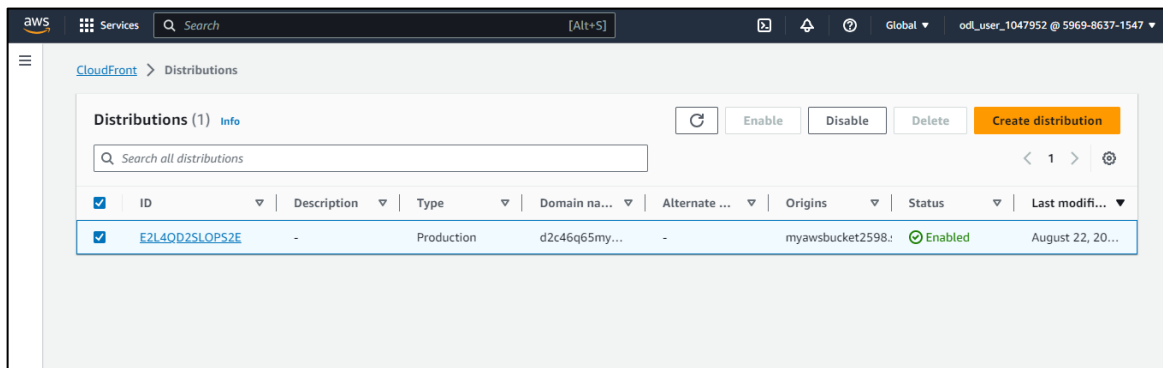 aws Services Search [Alt+S] Global odl_user_1047952 @ 5969-8637-1547
CloudFront > Distributions
Distributions (1) Info Enable Disable Delete Create distribution
Search all distributions 1
ID Description Type Domain na... Alternate ... Origins Status Last modifi...
E2L4QD2SLOPS2E - Production d2c46q65my... - myawsbucket2598.s Enabled August 22, 20...